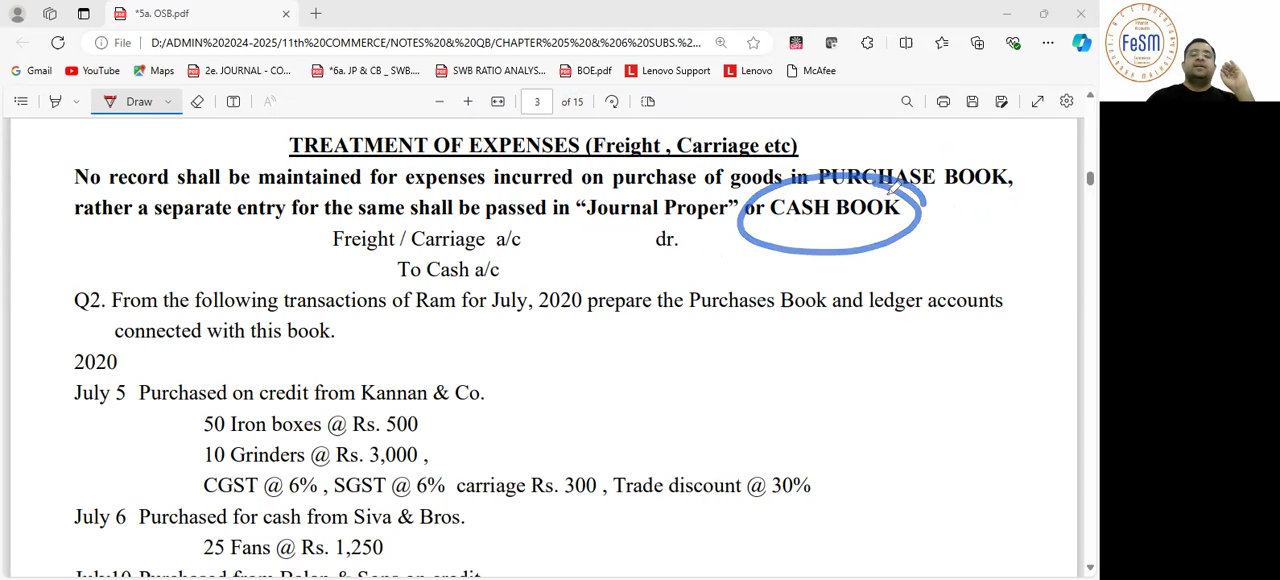 *5a. OSB.pdf
File
D:/ADMIN%202024-2025/11th%20COMMERCE/NOTES%20&%20QB/CHAPTER%205%20&%206%20SUBS.%...
Gmail
YouTube
Maps
2e. JOURNAL - CO...
*6a. JP & CB _ SWB....
SWB RATIO ANALYS...
BOE.pdf
Lenovo Support
Lenovo
McAfee
Draw
3 of 15
TREATMENT OF EXPENSES (Freight , Carriage etc)
No record shall be maintained for expenses incurred on purchase of goods in PURCHASE BOOK,
rather a separate entry for the same shall be passed in “Journal Proper” or CASH BOOK
Freight / Carriage a/c dr.
To Cash a/c
Q2. From the following transactions of Ram for July, 2020 prepare the Purchases Book and ledger accounts
connected with this book.
2020
July 5 Purchased on credit from Kannan & Co.
50 Iron boxes @ Rs. 500
10 Grinders @ Rs. 3,000 ,
CGST @ 6% , SGST @ 6% carriage Rs. 300 , Trade discount @ 30%
July 6 Purchased for cash from Siva & Bros.
25 Fans @ Rs. 1,250
FeSM